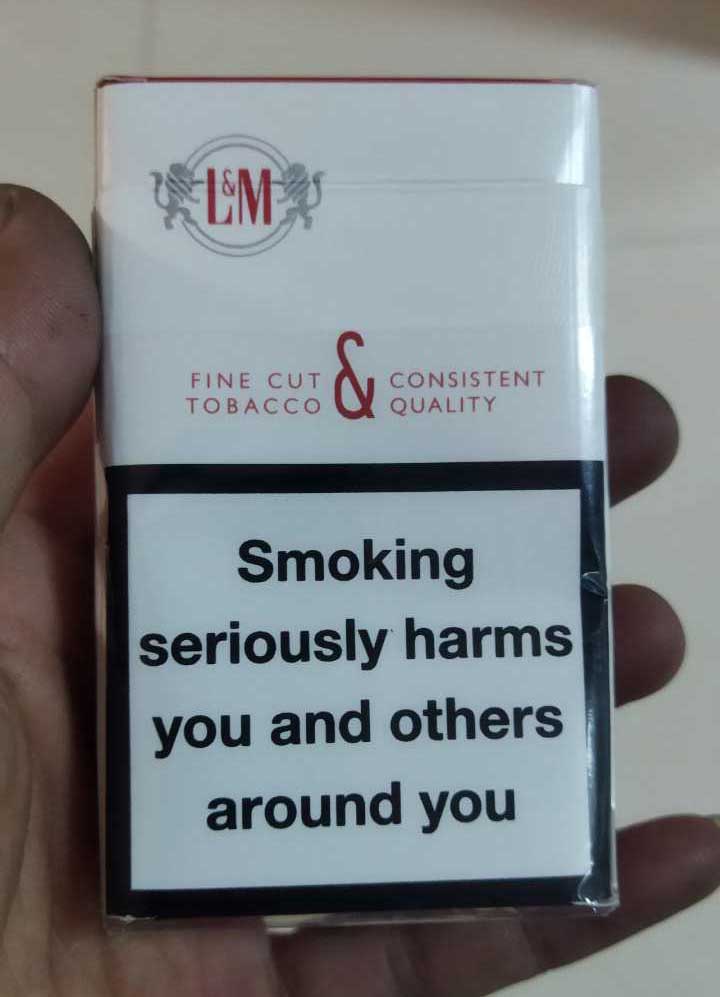 L&M
FINE CUT & CONSISTENT
TOBACCO QUALITY
Smoking
seriously harms
you and others
around you